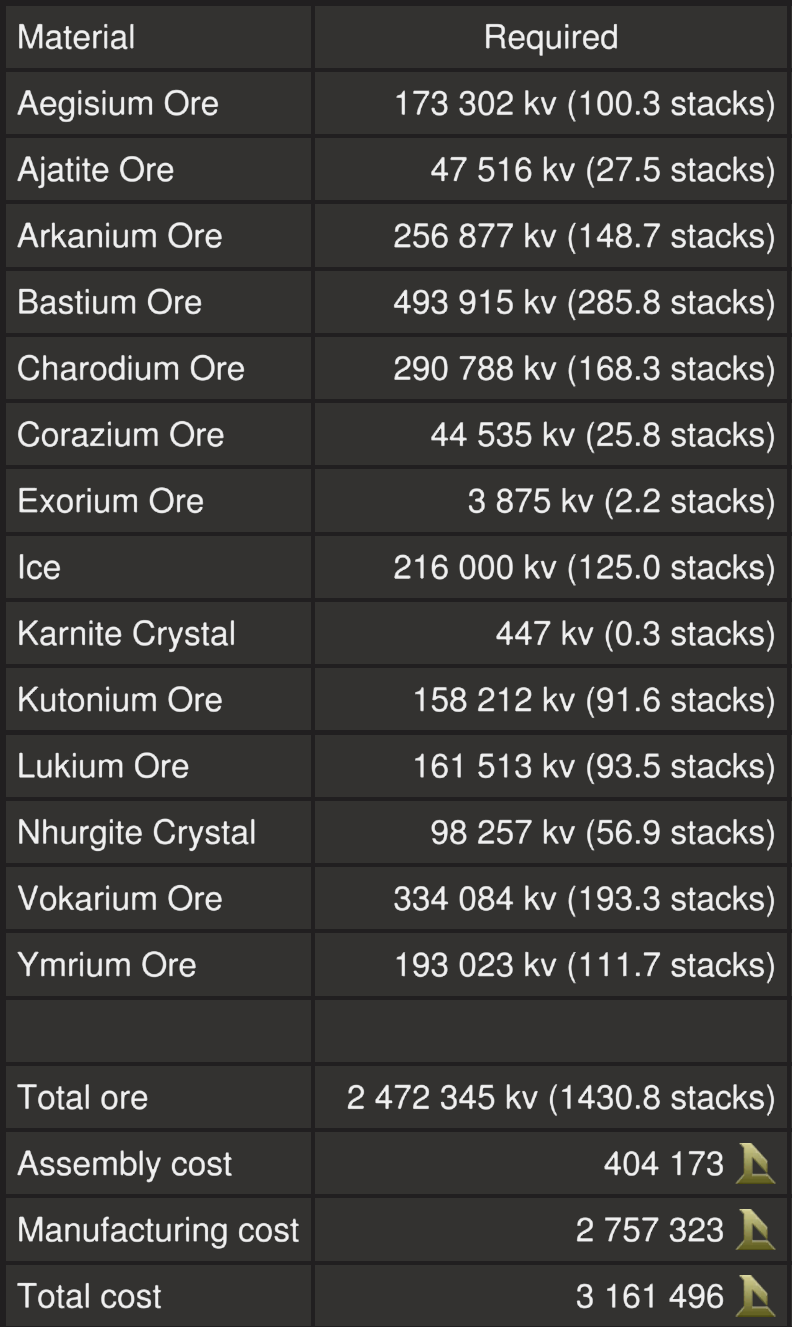 Material Required
Aegisium Ore 173 302 kv (100.3 stacks)
Ajatite Ore 47 516 kv (27.5 stacks)
Arkanium Ore 256 877 kv (148.7 stacks)
Bastium Ore 493 915 kv (285.8 stacks)
Charodium Ore 290 788 kv (168.3 stacks)
Corazium Ore 44 535 kv (25.8 stacks)
Exorium Ore 3 875 kv (2.2 stacks)
Ice 216 000 kv (125.0 stacks)
Karnite Crystal 447 kv (0.3 stacks)
Kutonium Ore 158 212 kv (91.6 stacks)
Lukium Ore 161 513 kv (93.5 stacks)
Nhurgite Crystal 98 257 kv (56.9 stacks)
Vokarium Ore 334 084 kv (193.3 stacks)
Ymrium Ore 193 023 kv (111.7 stacks)
Total ore 2 472 345 kv (1430.8 stacks)
Assembly cost 404 173
Manufacturing cost 2 757 323
Total cost 3 161 496